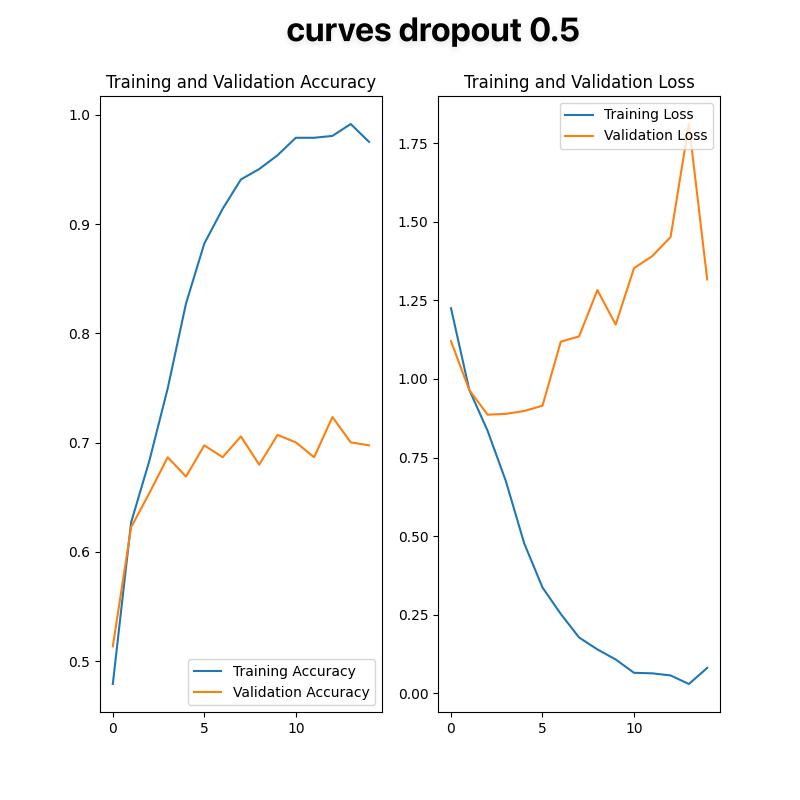 curves dropout 0.5
Training and Validation Accuracy
1.0
0.9
0.8
0.7
0.6
0.5
0
5
10
Training Accuracy
Validation Accuracy
Training and Validation Loss
1.75
1.50
1.25
1.00
0.75
0.50
0.25
0.00
0
5
10
Training Loss
Validation Loss